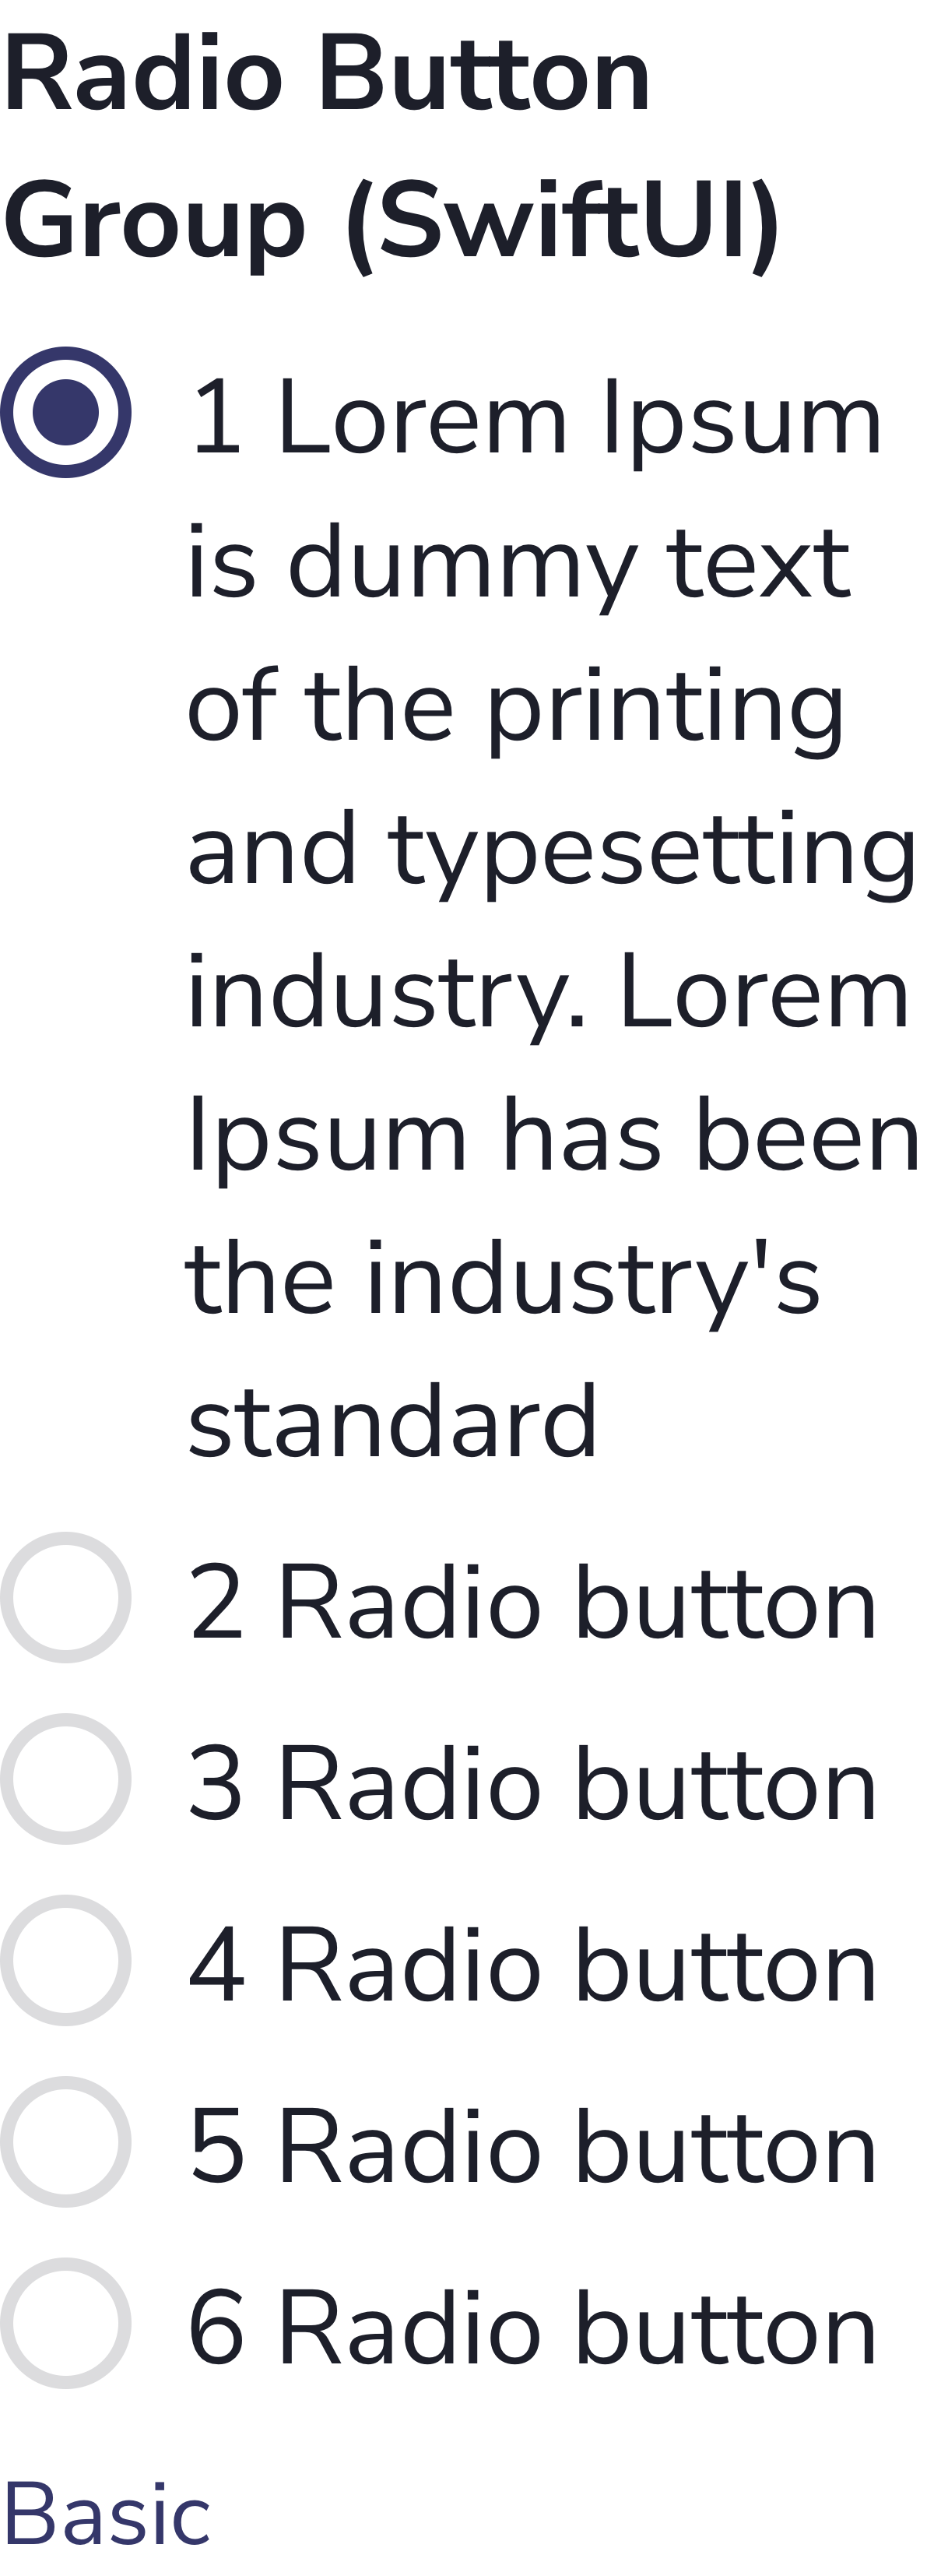 Radio Button
Group (SwiftUI)
1 Lorem Ipsum
is dummy text
of the printing
and typesetting
industry. Lorem
Ipsum has been
the industry's
standard
2 Radio button
3 Radio button
4 Radio button
5 Radio button
6 Radio button
Basic